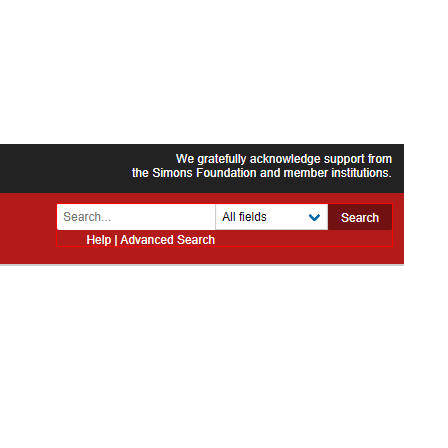 We gratefully acknowledge support from
the Simons Foundation and member institutions.
Search...
All fields
Search
Help | Advanced Search